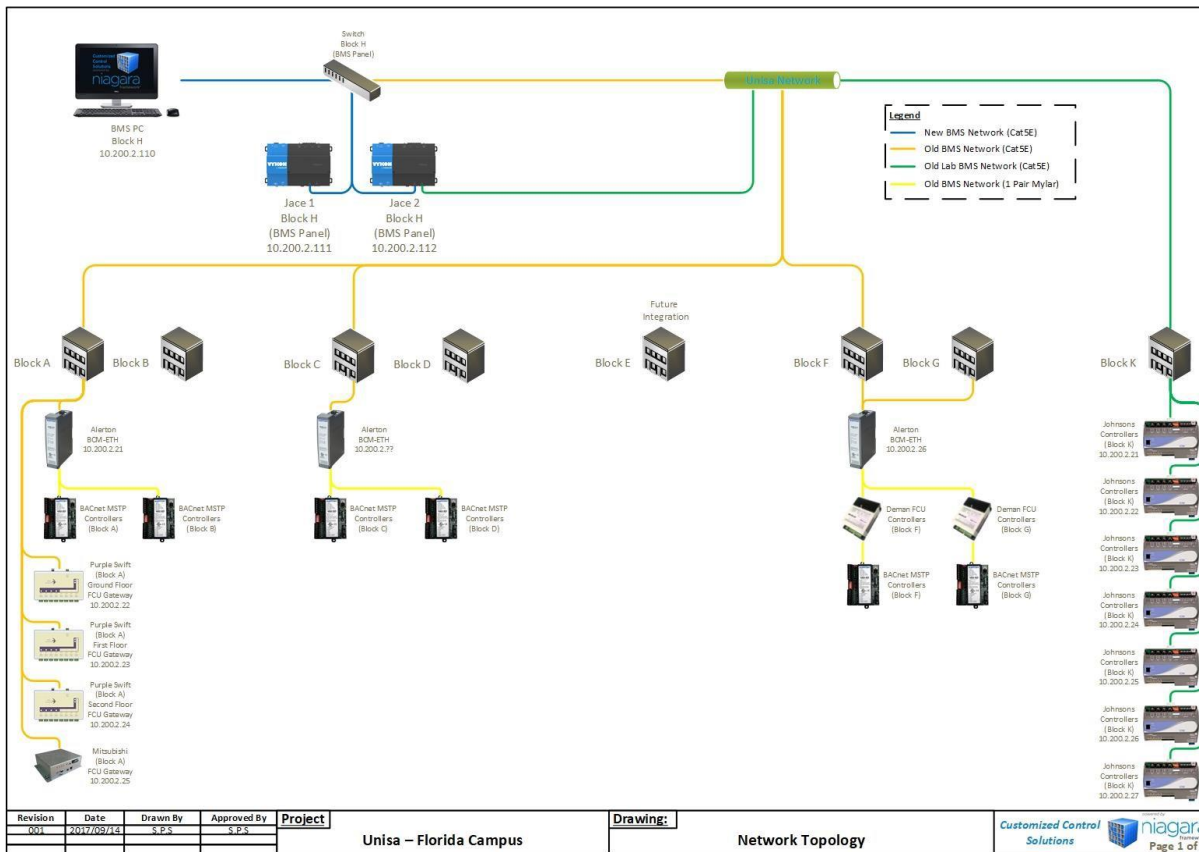 Switch
Block H
(BMS Panel)
Customized
Control
Solutions
niagara
framework
BMS PC
Block H
10.200.2.110
Unisa Network
Legend
New BMS Network (Cat5E)
Old BMS Network (Cat5E)
Old Lab BMS Network (Cat5E)
Old BMS Network (1 Pair Mylar)
VYKON
VYKON
Jace 1
Block H
(BMS Panel)
10.200.2.111
Jace 2
Block H
(BMS Panel)
10.200.2.112
Future
Integration
Block A
Block B
Block C
Block D
Block E
Block F
Block G
Block K
Alerton
BCM-ETH
10.200.2.21
Alerton
BCM-ETH
10.200.2.??
Alerton
BCM-ETH
10.200.2.26
BACnet MSTP
Controllers
(Block A)
BACnet MSTP
Controllers
(Block B)
BACnet MSTP
Controllers
(Block C)
BACnet MSTP
Controllers
(Block D)
Deman FCU
Controllers
(Block F)
Deman FCU
Controllers
(Block G)
BACnet MSTP
Controllers
(Block F)
BACnet MSTP
Controllers
(Block G)
Purple Swift
(Block A)
Ground Floor
FCU Gateway
10.200.2.22
Purple Swift
(Block A)
First Floor
FCU Gateway
10.200.2.23
Purple Swift
(Block A)
Second Floor
FCU Gateway
10.200.2.24
Mitsubishi
(Block A)
FCU Gateway
10.200.2.25
Johnsons
Controllers
(Block K)
10.200.2.21
Johnsons
Controllers
(Block K)
10.200.2.22
Johnsons
Controllers
(Block K)
10.200.2.23
Johnsons
Controllers
(Block K)
10.200.2.24
Johnsons
Controllers
(Block K)
10.200.2.25
Johnsons
Controllers
(Block K)
10.200.2.26
Johnsons
Controllers
(Block K)
10.200.2.27
Revision Date Drawn By Approved By
001 2017/09/14 S.P.S S.P.S
Project
Unisa – Florida Campus
Drawing:
Network Topology
Customized Control
Solutions
powered by
niagara
framework
Page 1 of